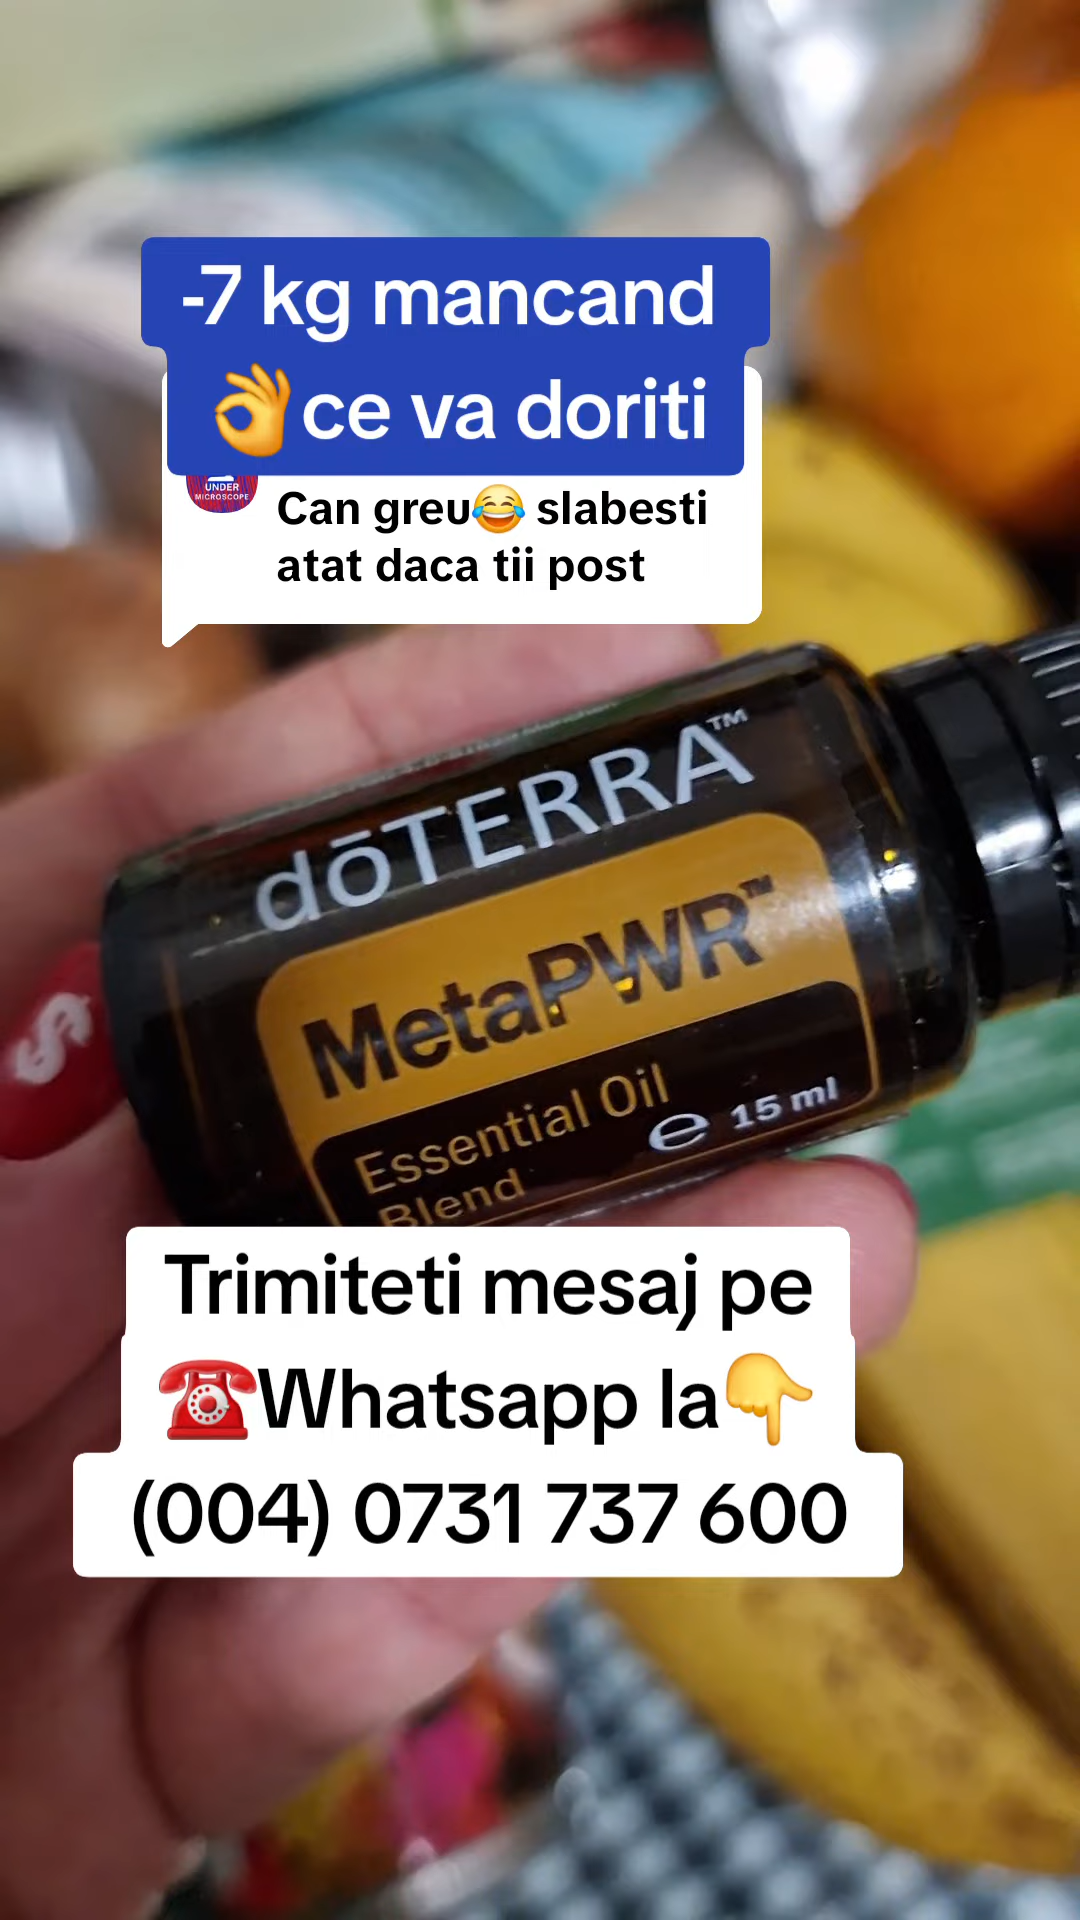 -7 kg mancand
👌ce va doriti
UNDER
MICROSCOPE
Can greu😂 slabesti
atat daca tii post
dōTERRA™
MetaPWR™
Essential Oil
Blend
e 15 ml
Trimiteti mesaj pe
☎️Whatsapp la👇
(004) 0731 737 600